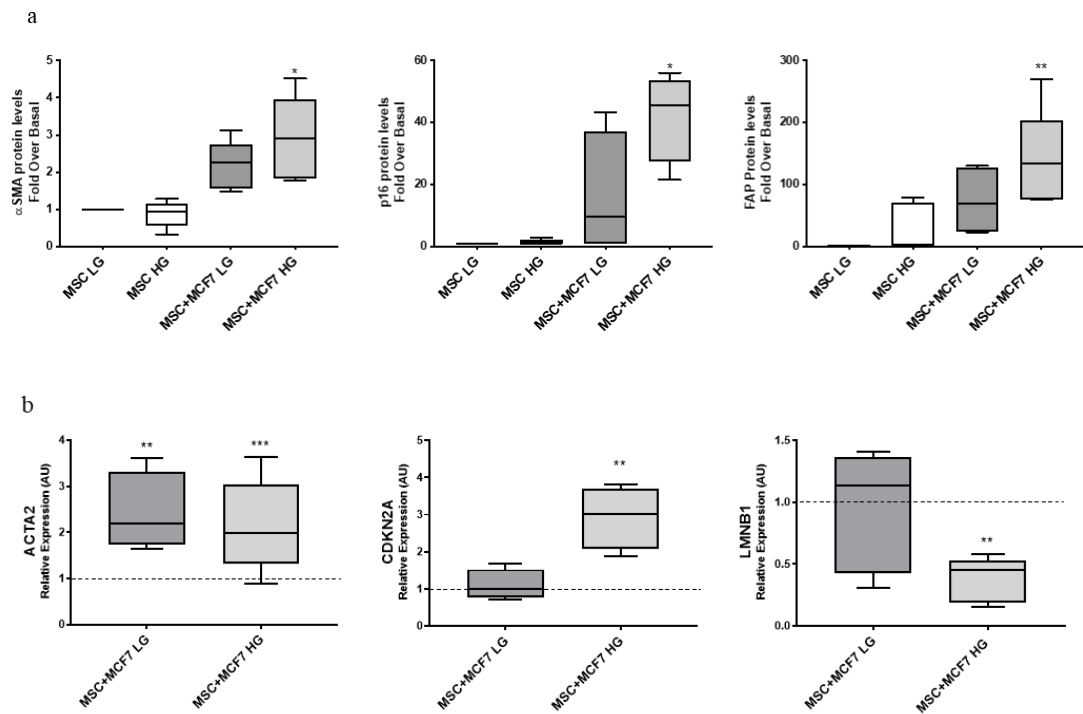 a
α SMA protein levels
Fold Over Basal
5
4
3
2
1
0
*
MSC LG
MSC HG
MSC+MCF7 LG
MSC+MCF7 HG
p16 protein levels
Fold Over Basal
60
40
20
0
*
MSC LG
MSC HG
MSC+MCF7 LG
MSC+MCF7 HG
FAP Protein levels
Fold Over Basal
300
200
100
0
**
MSC LG
MSC HG
MSC+MCF7 LG
MSC+MCF7 HG
b
ACTA2
Relative Expression (AU)
4
3
2
1
0
**
***
MSC+MCF7 LG
MSC+MCF7 HG
CDKN2A
Relative Expression (AU)
5
4
3
2
1
0
**
MSC+MCF7 LG
MSC+MCF7 HG
LMNB1
Relative Expression (AU)
1.5
1.0
0.5
0.0
**
MSC+MCF7 LG
MSC+MCF7 HG